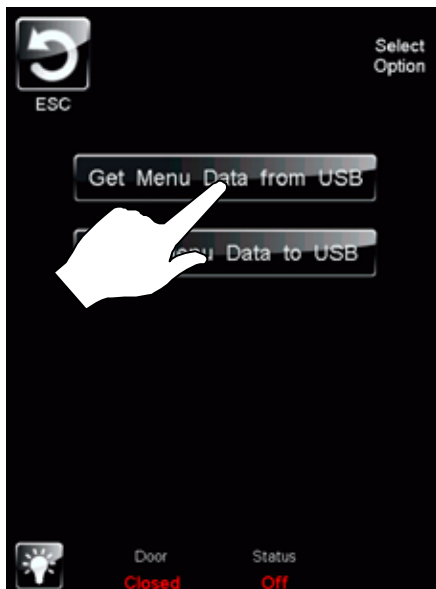 Select
Option
ESC
Get Menu Data from USB
Data to USB
Door Status
Closed Off